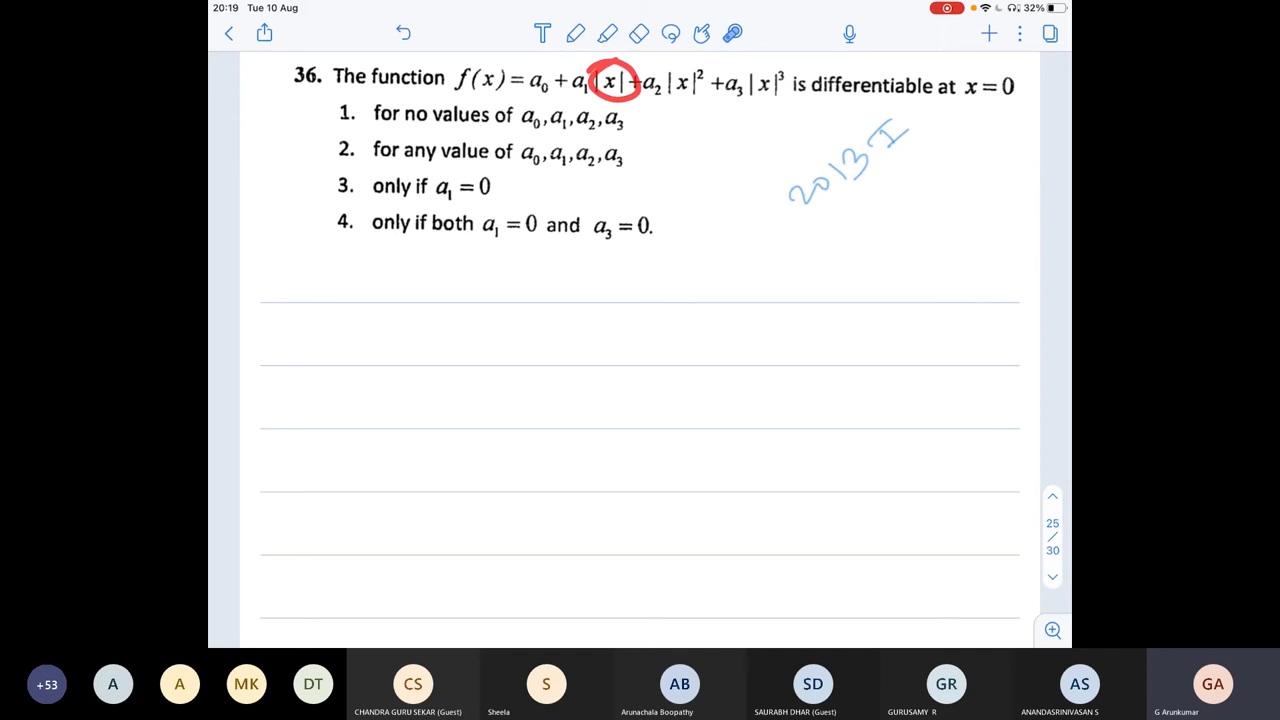 20:19 Tue 10 Aug
32%
36. The function f(x) = a₀ + a₁|x| + a₂|x|² + a₃|x|³ is differentiable at x = 0
1. for no values of a₀, a₁, a₂, a₃
2. for any value of a₀, a₁, a₂, a₃
3. only if a₁ = 0
4. only if both a₁ = 0 and a₃ = 0.
2013 I
25
/
30
+53 A A MK DT CS S AB SD GR AS GA
CHANDRA GURU SEKAR (Guest) Sheela Arunachala Boopathy SAURABH DHAR (Guest) GURUSAMY R ANANDASRINIVASAN S G Arunkumar